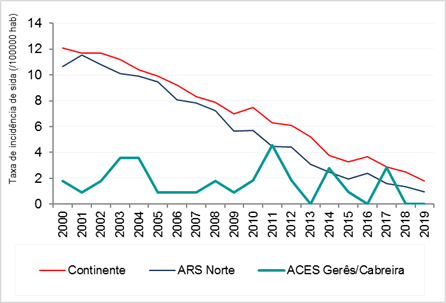 Taxa de incidência de sida (/100000 hab)
14
12
10
8
6
4
2
0
2000 2001 2002 2003 2004 2005 2006 2007 2008 2009 2010 2011 2012 2013 2014 2015 2016 2017 2018 2019
Continente ARS Norte ACES Gerês/Cabreira